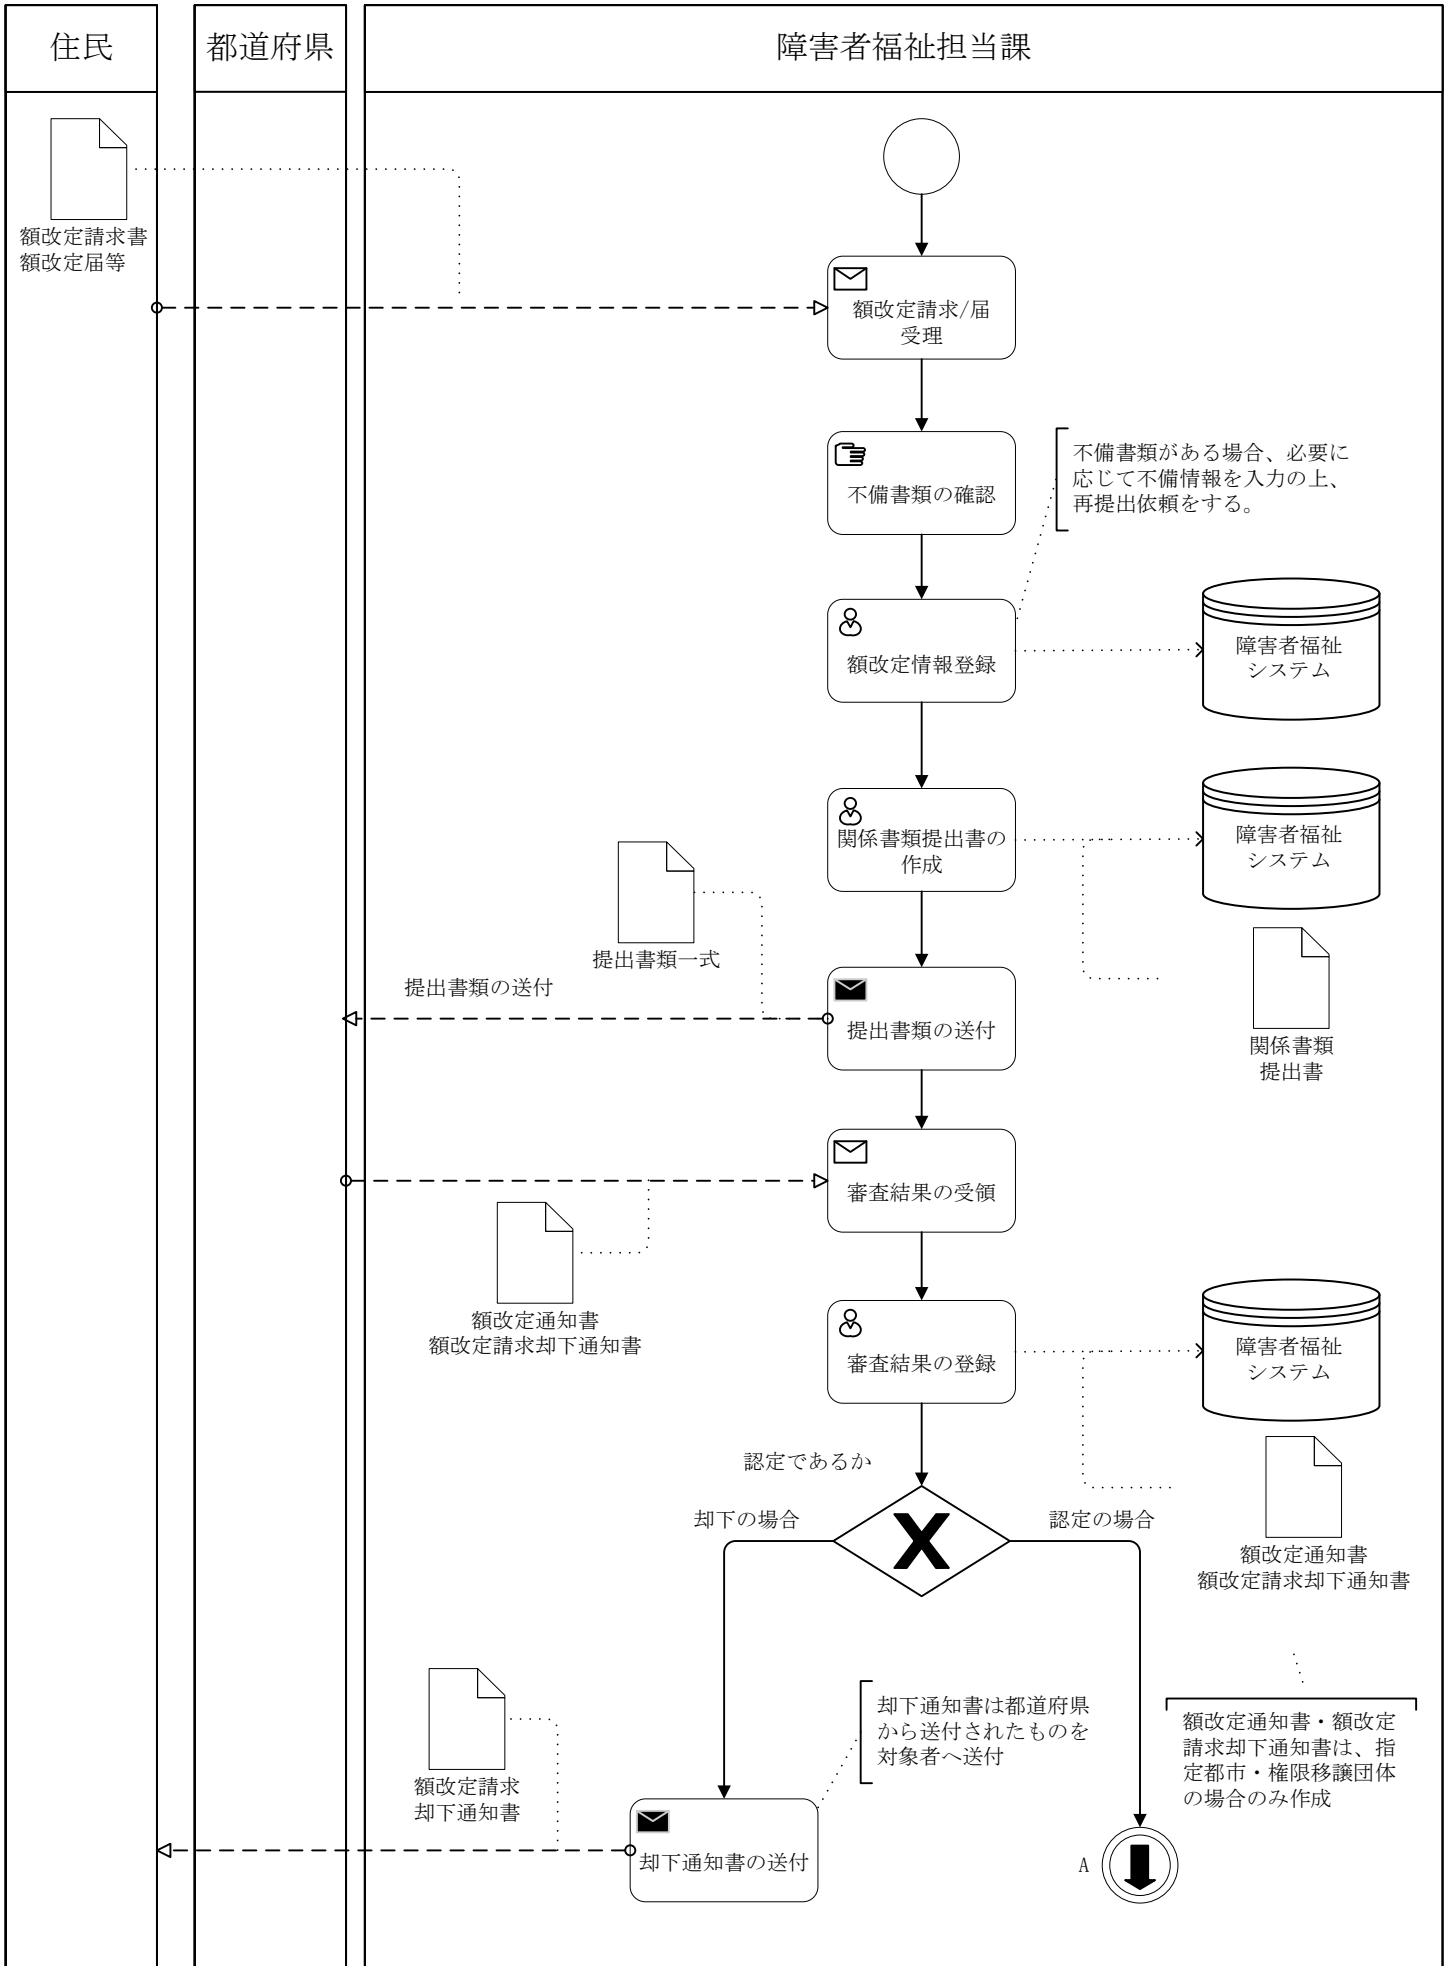 住民
都道府県
障害者福祉担当課
額改定請求書
額改定届等
額改定請求/届
受理
不備書類の確認
不備書類がある場合、必要に
応じて不備情報を入力の上、
再提出依頼をする。
額改定情報登録
障害者福祉
システム
関係書類提出書の
作成
障害者福祉
システム
提出書類一式
提出書類の送付
提出書類の送付
関係書類
提出書
審査結果の受領
額改定通知書
額改定請求却下通知書
審査結果の登録
障害者福祉
システム
認定であるか
却下の場合
認定の場合
額改定通知書
額改定請求却下通知書
却下通知書は都道府県
から送付されたものを
対象者へ送付
額改定通知書・額改定
請求却下通知書は、指
定都市・権限移譲団体
の場合のみ作成
額改定請求
却下通知書
却下通知書の送付
A